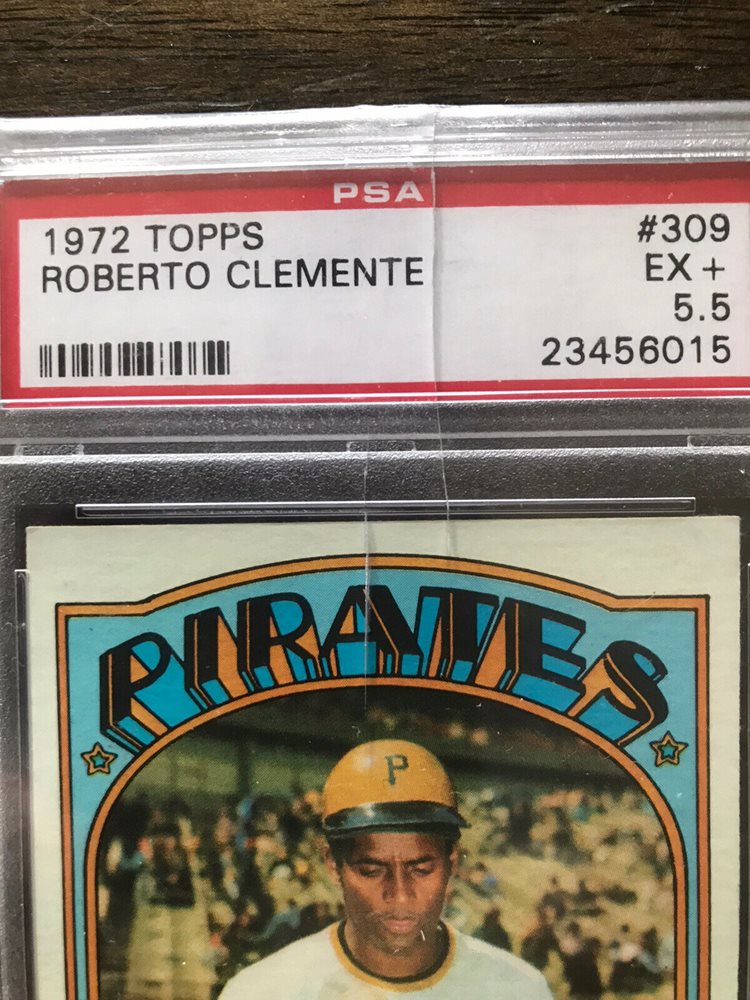 PSA
1972 TOPPS #309
ROBERTO CLEMENTE EX +
5.5
23456015
PIRATES
P